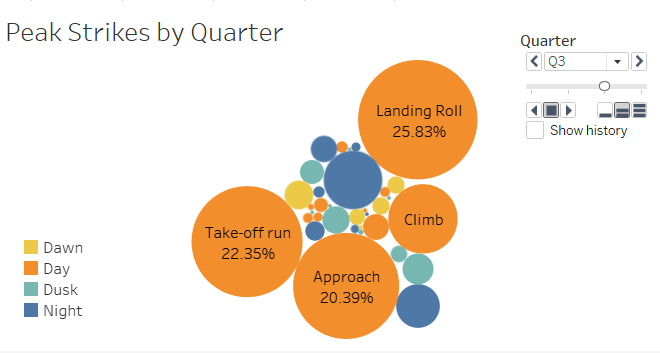 Peak Strikes by Quarter
Quarter
Q3
Show history
Landing Roll
25.83%
Climb
Take-off run
22.35%
Approach
20.39%
Dawn
Day
Dusk
Night